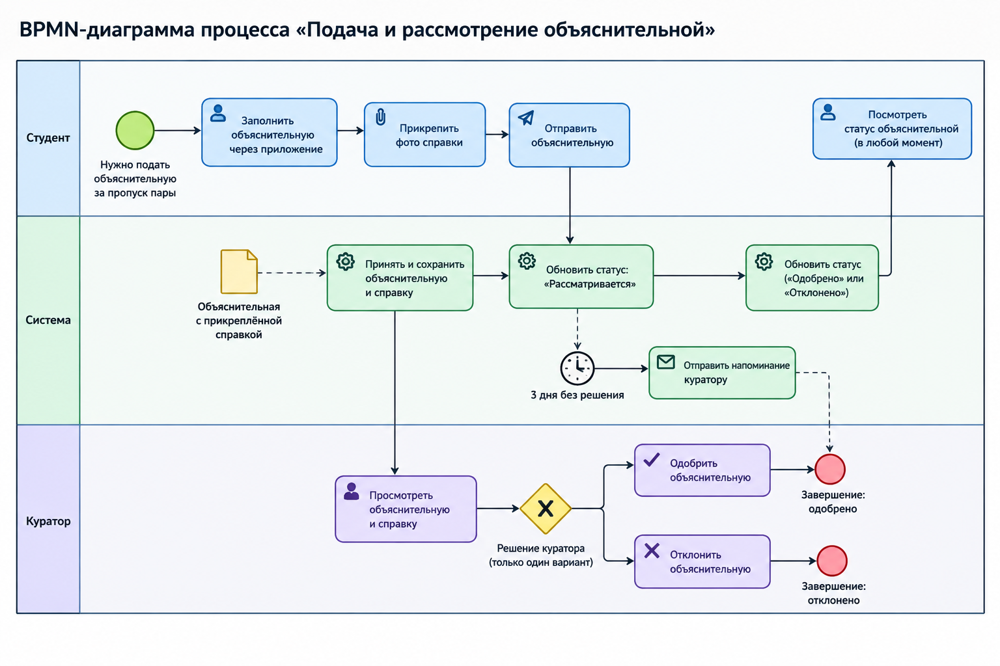 BPMN-диаграмма процесса «Подача и рассмотрение объяснительной»
Студент
Нужно подать
объяснительную
за пропуск пары
Заполнить
объяснительную
через приложение
Прикрепить
фото справки
Отправить
объяснительную
Посмотреть
статус объяснительной
(в любой момент)
Система
Объяснительная
с прикреплённой
справкой
Принять и сохранить
объяснительную
и справку
Обновить статус:
«Рассматривается»
Обновить статус
(«Одобрено» или
«Отклонено»)
3 дня без решения
Отправить напоминание
куратору
Куратор
Просмотреть
объяснительную
и справку
Решение куратора
(только один вариант)
Одобрить
объяснительную
Завершение:
одобрено
Отклонить
объяснительную
Завершение:
отклонено